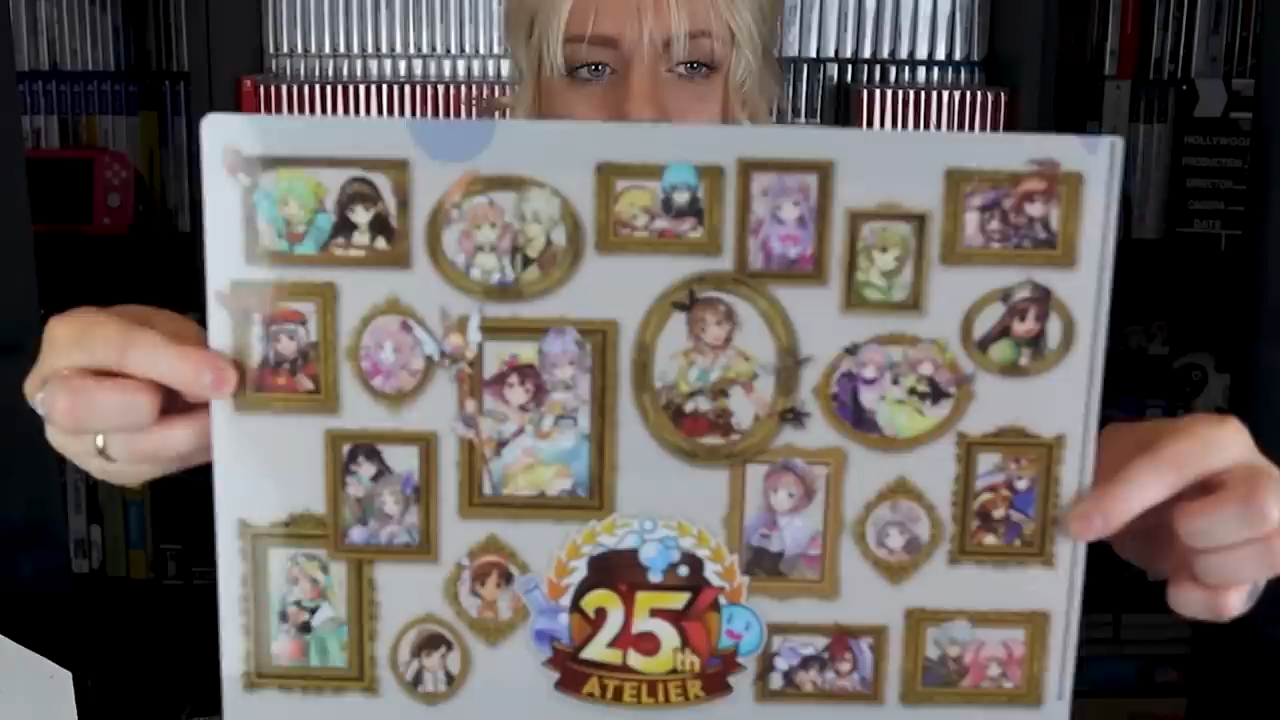 HOLLYWOOD
PRODUCTION
DIRECTOR
CAMERA
DATE
25th
ATELIER